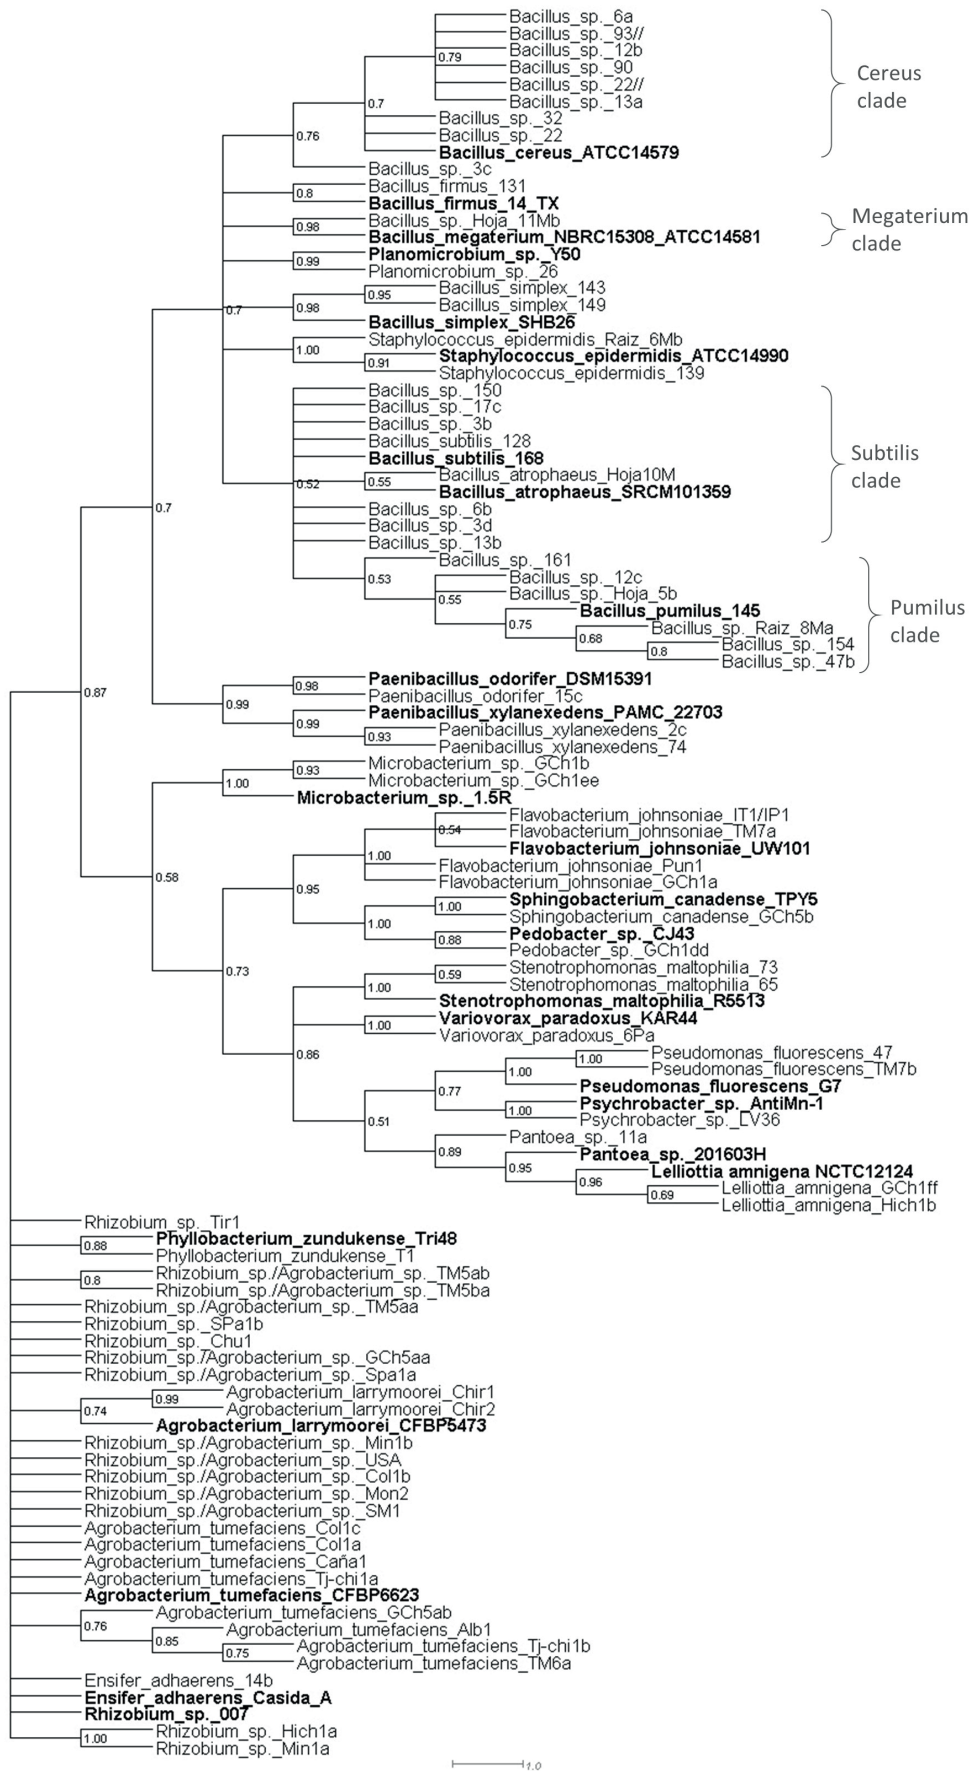 Bacillus_sp._6a
Bacillus_sp._93//
Bacillus_sp._12b
0.79
Bacillus_sp._90
Bacillus_sp._22//
Bacillus_sp._13a
Cereus
clade
0.7
Bacillus_sp._32
Bacillus_sp._22
0.76
Bacillus_cereus_ATCC14579
Bacillus_sp._3c
Bacillus_firmus_131
0.8
Bacillus_firmus_14_TX
Bacillus_sp._Hoja_11Mb
0.98
Bacillus_megaterium_NBRC15308_ATCC14581
Megaterium
clade
Planomicrobium_sp._Y50
0.99
Planomicrobium_sp._26
Bacillus_simplex_143
0.95
Bacillus_simplex_149
0.98
0.7
Bacillus_simplex_SHB26
Staphylococcus_epidermidis_Raiz_6Mb
1.00
Staphylococcus_epidermidis_ATCC14990
0.91
Staphylococcus_epidermidis_139
Bacillus_sp._150
Bacillus_sp._17c
Bacillus_sp._3b
Bacillus_subtilis_128
Bacillus_subtilis_168
Subtilis
clade
Bacillus_atrophaeus_Hoja10M
0.52
0.55
Bacillus_atrophaeus_SRCM101359
0.7
Bacillus_sp._6b
Bacillus_sp._3d
Bacillus_sp._13b
Bacillus_sp._161
0.53
Bacillus_sp._12c
0.55
Bacillus_sp._Hoja_5b
Bacillus_pumilus_145
Pumilus
clade
0.75
Bacillus_sp._Raiz_8Ma
0.68
Bacillus_sp._154
0.8
Bacillus_sp._47b
Paenibacillus_odorifer_DSM15391
0.98
0.87
Paenibacillus_odorifer_15c
0.99
Paenibacillus_xylanexedens_PAMC_22703
0.99
Paenibacillus_xylanexedens_2c
0.93
Paenibacillus_xylanexedens_74
Microbacterium_sp._GCh1b
0.93
Microbacterium_sp._GCh1ee
1.00
Microbacterium_sp._1.5R
Flavobacterium_johnsoniae_IT1/IP1
0.54
Flavobacterium_johnsoniae_TM7a
Flavobacterium_johnsoniae_UW101
1.00
Flavobacterium_johnsoniae_Pun1
0.58
Flavobacterium_johnsoniae_GCh1a
0.95
Sphingobacterium_canadense_TPY5
1.00
Sphingobacterium_canadense_GCh5b
1.00
Pedobacter_sp._CJ43
0.88
Pedobacter_sp._GCh1dd
0.73
Stenotrophomonas_maltophilia_73
0.59
Stenotrophomonas_maltophilia_65
1.00
Stenotrophomonas_maltophilia_R5513
Variovorax_paradoxus_KAR44
1.00
Variovorax_paradoxus_6Pa
0.86
Pseudomonas_fluorescens_47
1.00
Pseudomonas_fluorescens_TM7b
1.00
Pseudomonas_fluorescens_G7
0.77
Psychrobacter_sp._AntiMn-1
1.00
Psychrobacter_sp._LV36
0.51
Pantoea_sp._11a
0.89
Pantoea_sp._201603H
0.95
Lelliottia amnigena NCTC12124
0.96
Lelliottia_amnigena_GCh1ff
0.69
Lelliottia_amnigena_Hich1b
Rhizobium_sp._Tir1
Phyllobacterium_zundukense_Tri48
0.88
Phyllobacterium_zundukense_T1
Rhizobium_sp./Agrobacterium_sp._TM5ab
0.8
Rhizobium_sp./Agrobacterium_sp._TM5ba
Rhizobium_sp./Agrobacterium_sp._TM5aa
Rhizobium_sp._SPa1b
Rhizobium_sp._Chu1
Rhizobium_sp./Agrobacterium_sp._GCh5aa
Rhizobium_sp./Agrobacterium_sp._Spa1a
Agrobacterium_larrymoorei_Chir1
0.99
Agrobacterium_larrymoorei_Chir2
0.74
Agrobacterium_larrymoorei_CFBP5473
Rhizobium_sp./Agrobacterium_sp._Min1b
Rhizobium_sp./Agrobacterium_sp._USA
Rhizobium_sp./Agrobacterium_sp._Col1b
Rhizobium_sp./Agrobacterium_sp._Mon2
Rhizobium_sp./Agrobacterium_sp._SM1
Agrobacterium_tumefaciens_Col1c
Agrobacterium_tumefaciens_Col1a
Agrobacterium_tumefaciens_Caña1
Agrobacterium_tumefaciens_Tj-chi1a
Agrobacterium_tumefaciens_CFBP6623
Agrobacterium_tumefaciens_GCh5ab
0.76
Agrobacterium_tumefaciens_Alb1
0.85
Agrobacterium_tumefaciens_Tj-chi1b
0.75
Agrobacterium_tumefaciens_TM6a
Ensifer_adhaerens_14b
Ensifer_adhaerens_Casida_A
Rhizobium_sp._007
Rhizobium_sp._Hich1a
1.00
Rhizobium_sp._Min1a
1.0